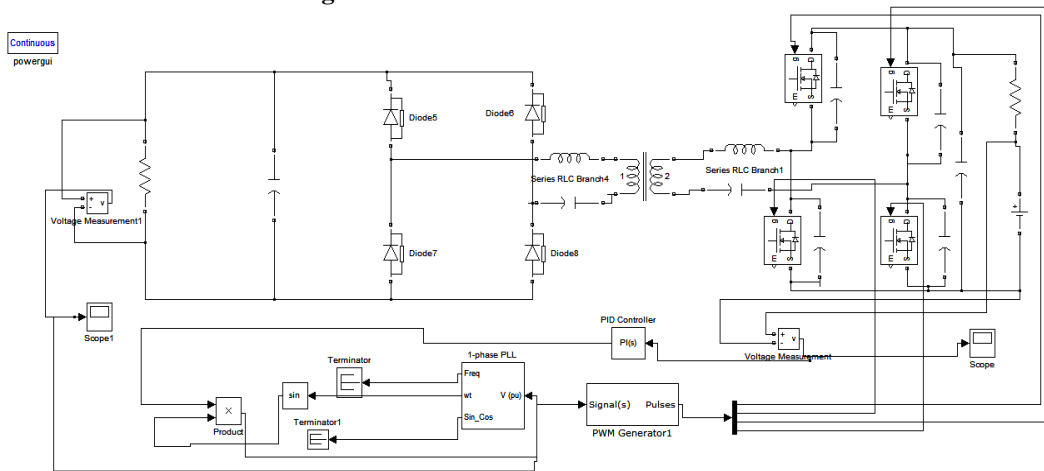 g
Continuous
powergui
Diode5
Diode6
Series RLC Branch4
1
2
Series RLC Branch1
g
D
E
S
g
D
E
S
+
-
v
Voltage Measurement1
Diode7
Diode8
g
D
E
S
g
D
E
S
+
Scope1
PID Controller
PI(s)
+
-
v
Voltage Measurement
Scope
Terminator
1-phase PLL
Freq
wt
Sin_Cos
V (pu)
sin
Terminator1
×
Product
Signal(s)
Pulses
PWM Generator1